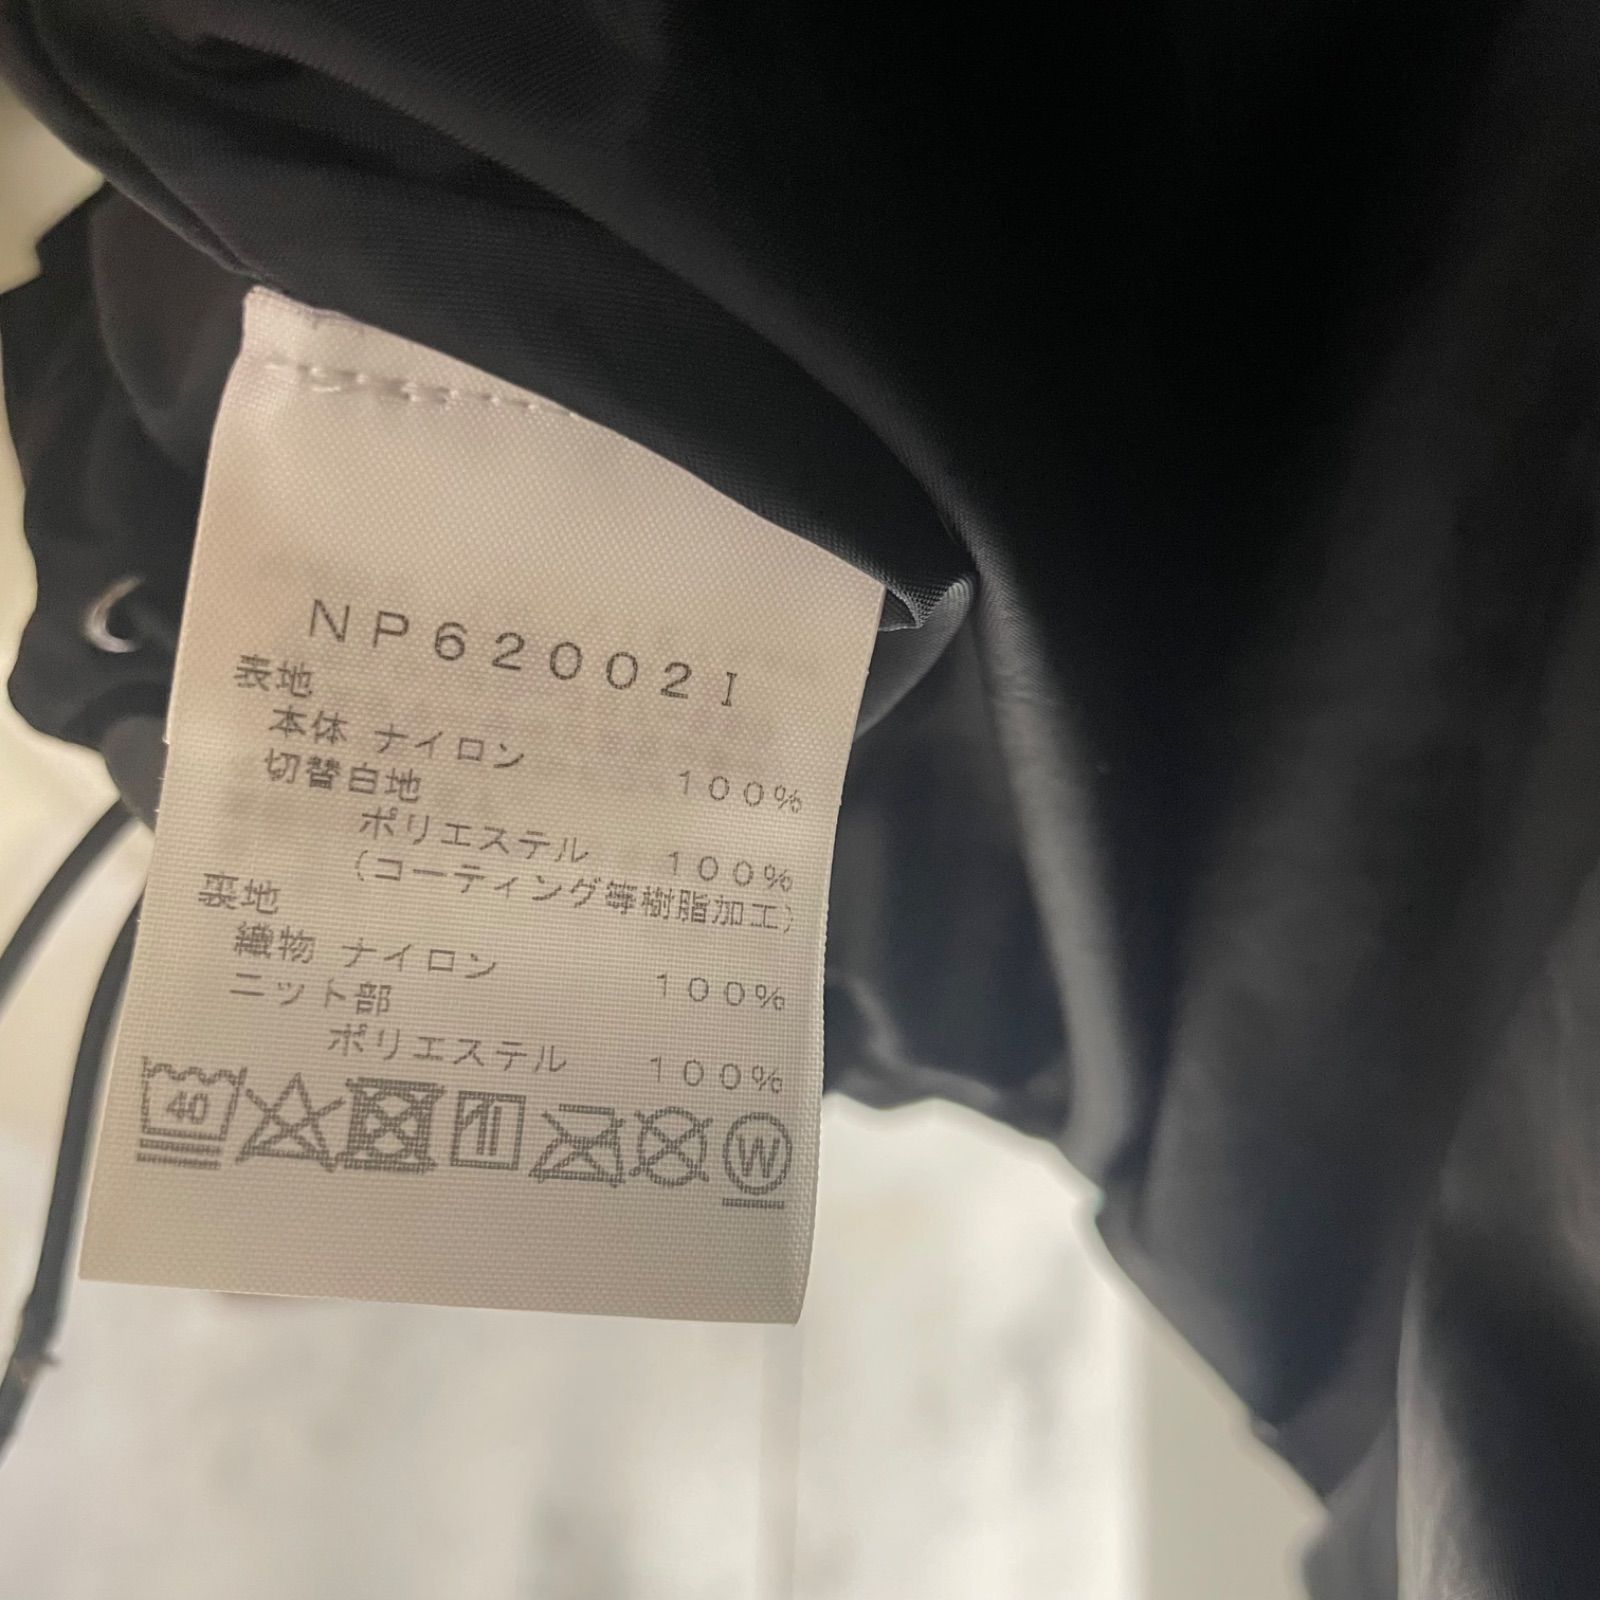 NP62002I
表地
本体 ナイロン 100%
切替白地
ポリエステル 100%
(コーティング等樹脂加工)
裏地
織物 ナイロン 100%
ニット部
ポリエステル 100%
40
W